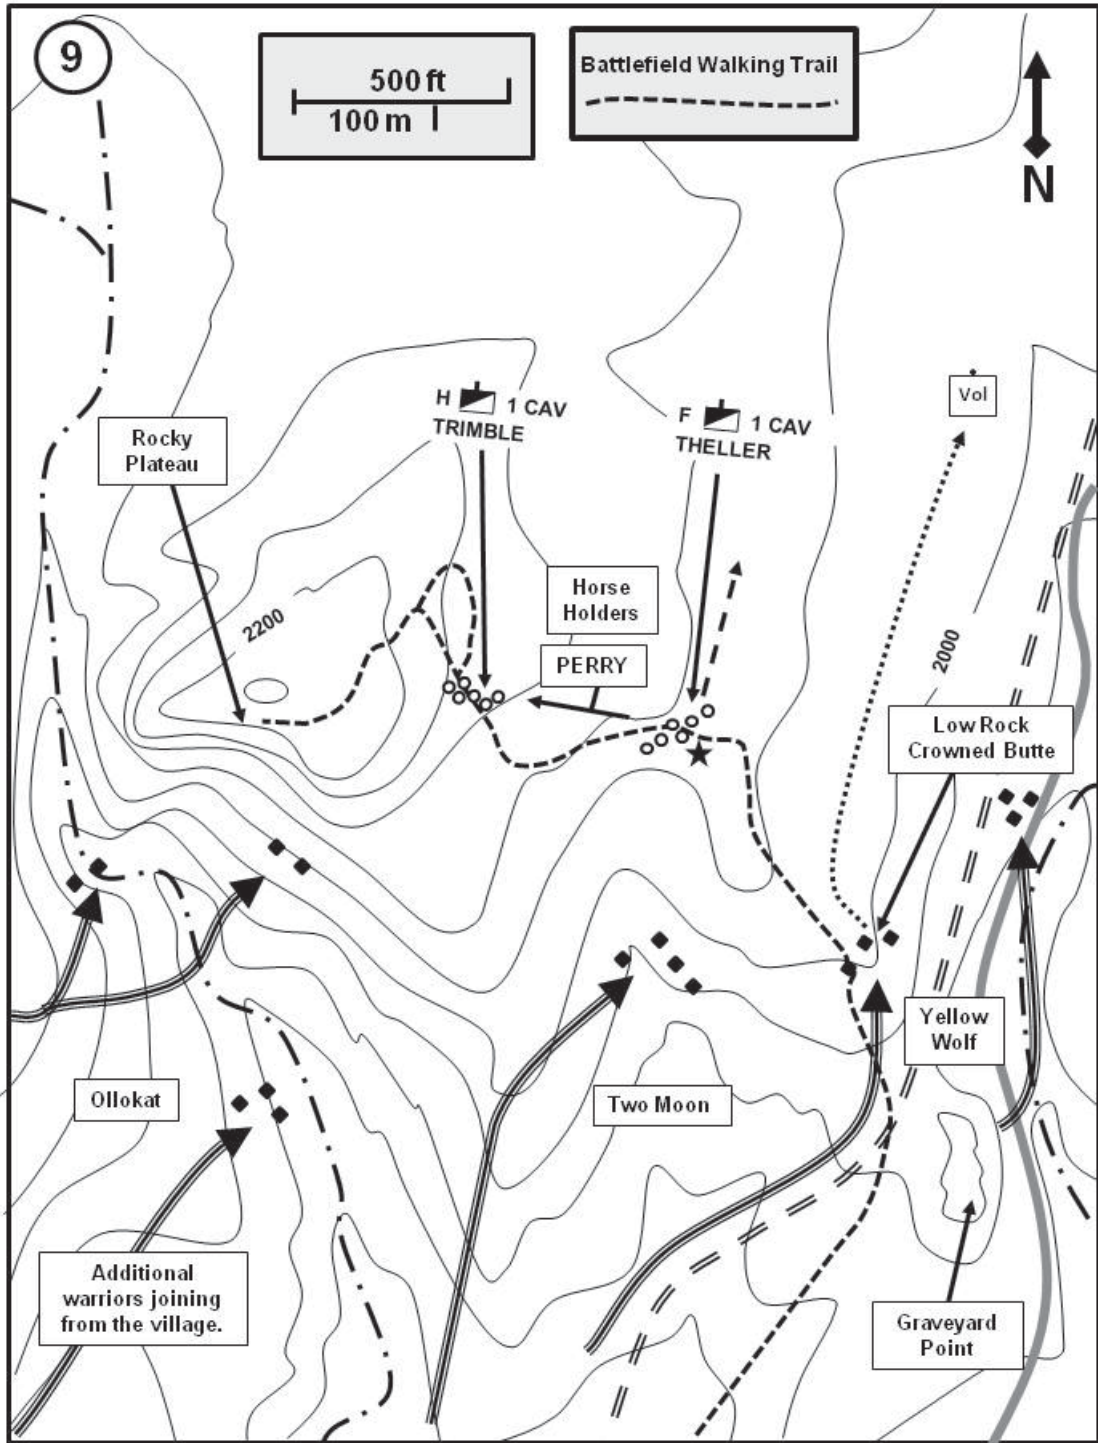 9
500 ft
100 m
Battlefield Walking Trail
N
H 1 CAV
TRIMBLE
F 1 CAV
THELLER
Vol
Rocky
Plateau
Horse
Holders
PERRY
2200
2000
Low Rock
Crowned Butte
Yellow
Wolf
Ollokat
Two Moon
Additional
warriors joining
from the village.
Graveyard
Point